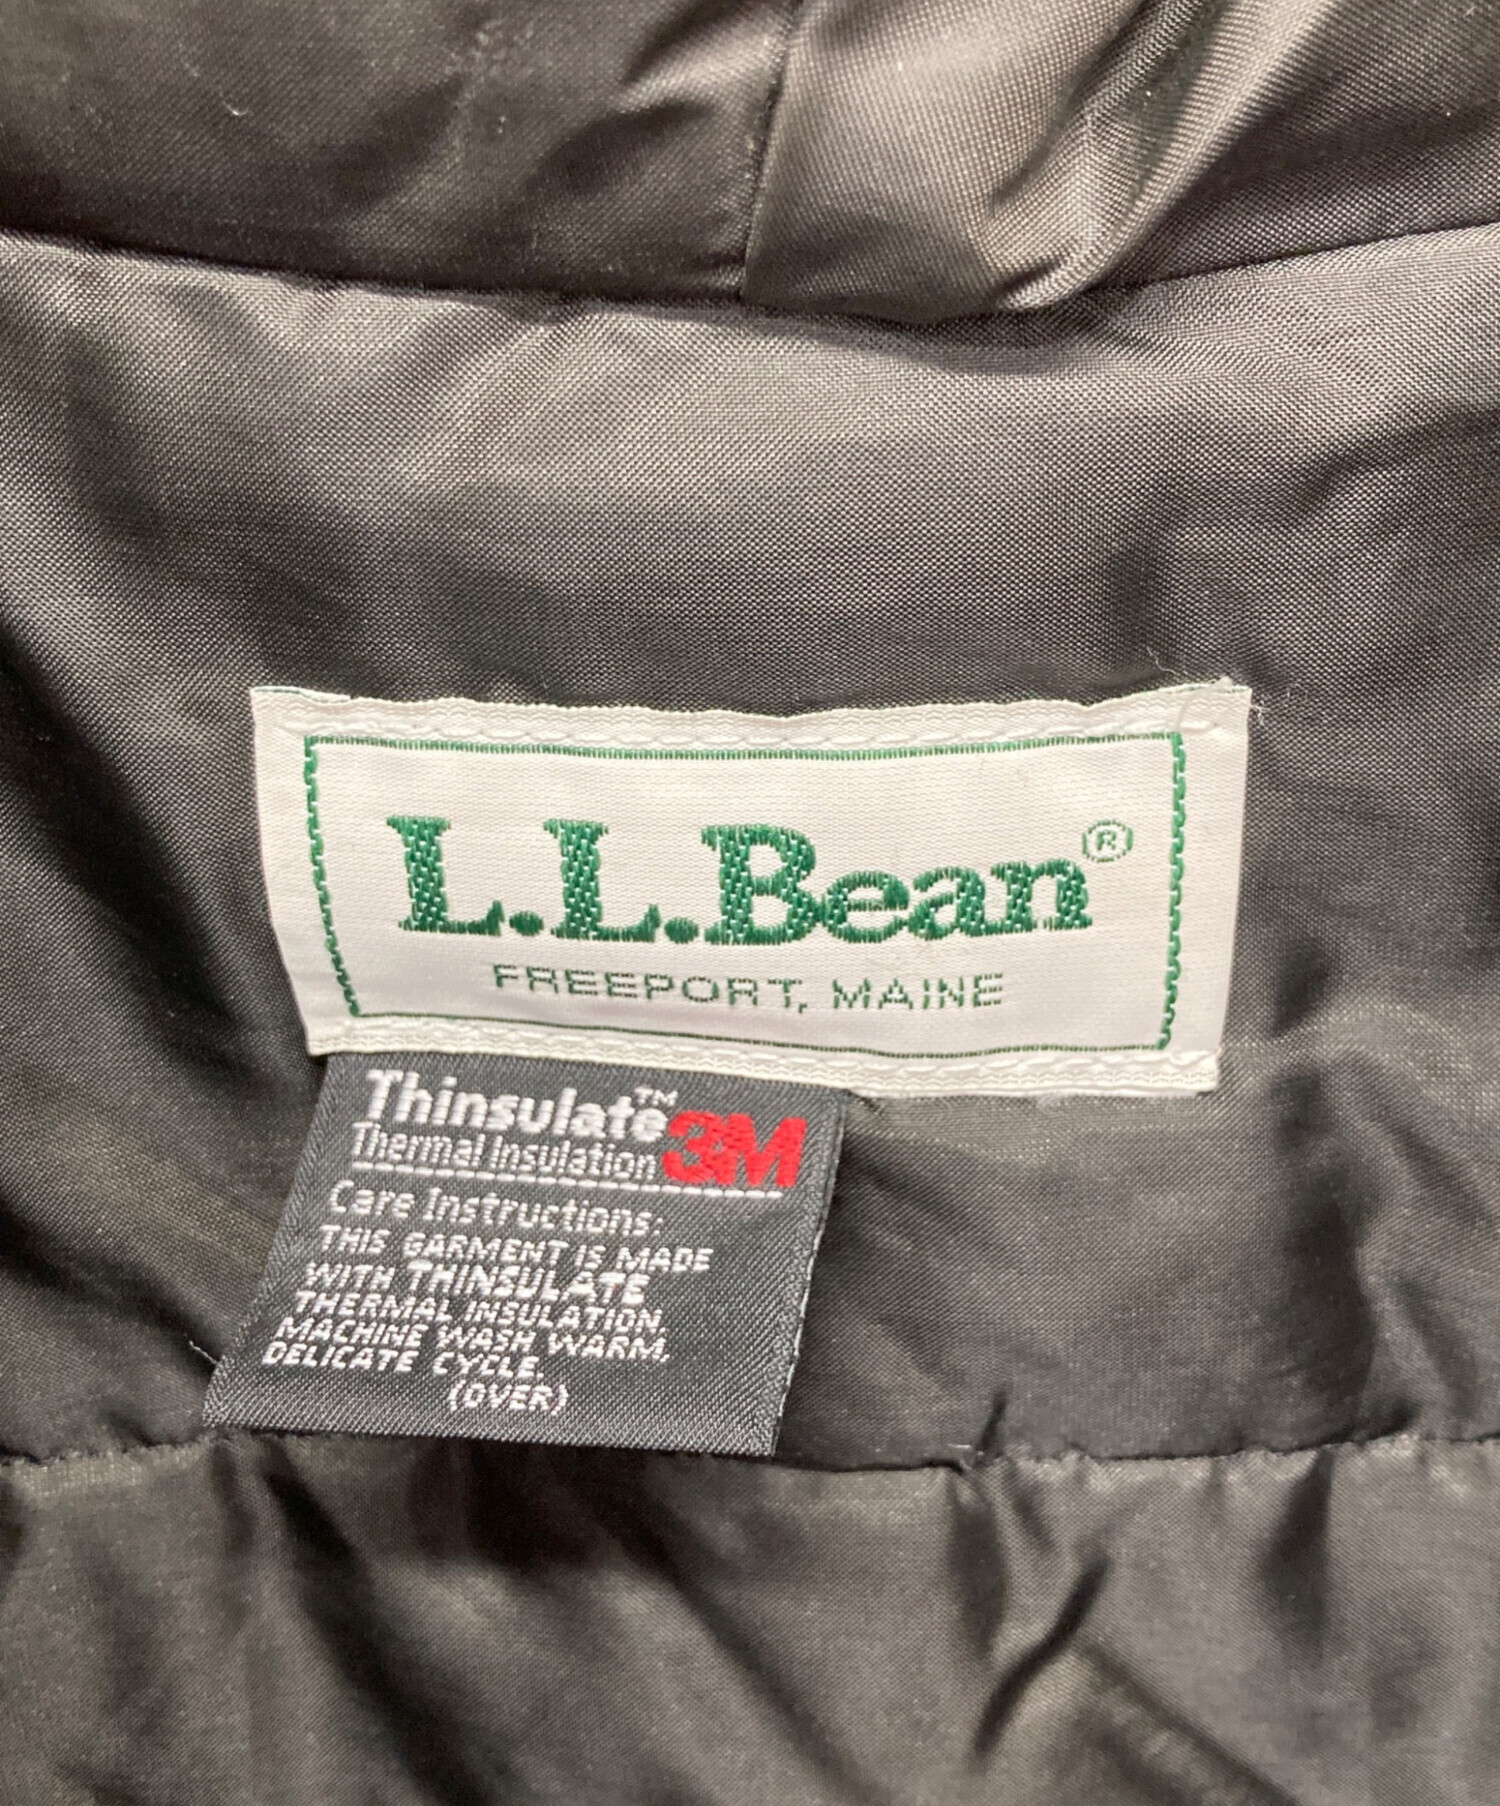 L.L.Bean®
FREEPORT, MAINE
Thinsulate™ 3M
Thermal Insulation
Care Instructions:
THIS GARMENT IS MADE
WITH THINSULATE
THERMAL INSULATION
MACHINE WASH WARM,
DELICATE CYCLE.
(OVER)